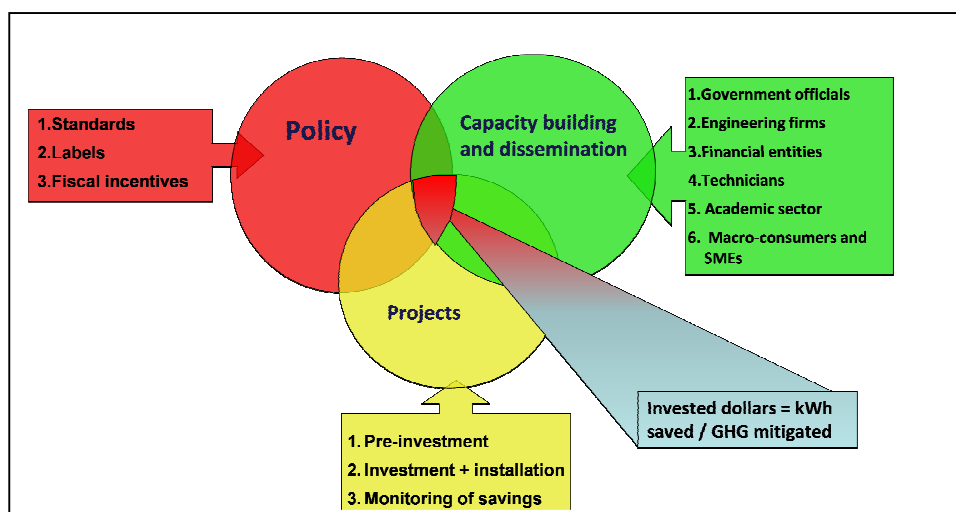 Policy
Capacity building
and dissemination
Projects
1.Standards
2.Labels
3.Fiscal incentives
1.Government officials
2.Engineering firms
3.Financial entities
4.Technicians
5. Academic sector
6. Macro-consumers and
SMEs
1. Pre-investment
2. Investment + installation
3. Monitoring of savings
Invested dollars = kWh
saved / GHG mitigated